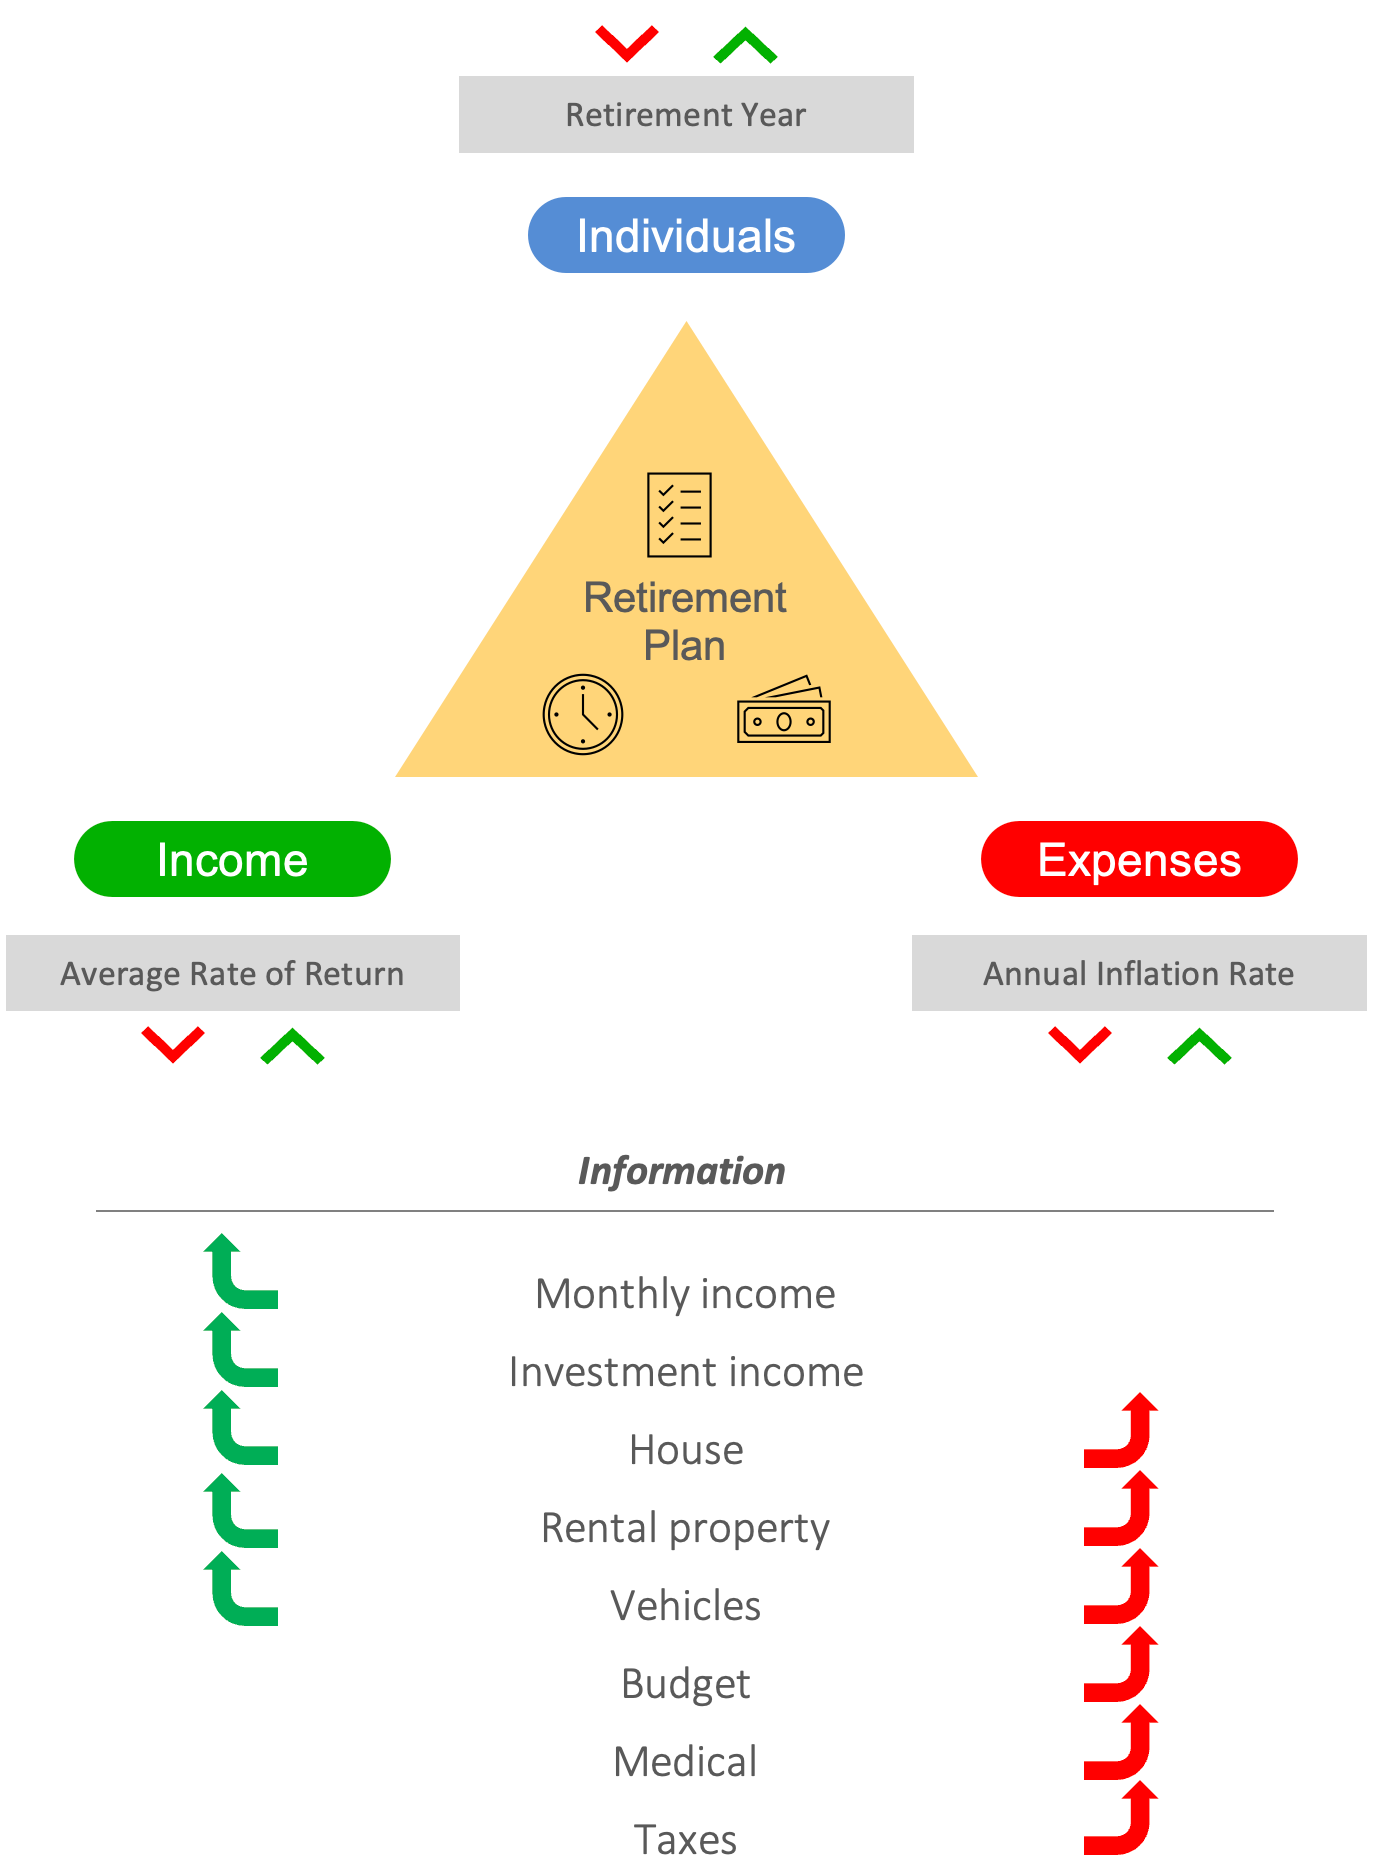 Retirement Year
Individuals
Retirement
Plan
Income
Expenses
Average Rate of Return
Annual Inflation Rate
Information
Monthly income
Investment income
House
Rental property
Vehicles
Budget
Medical
Taxes